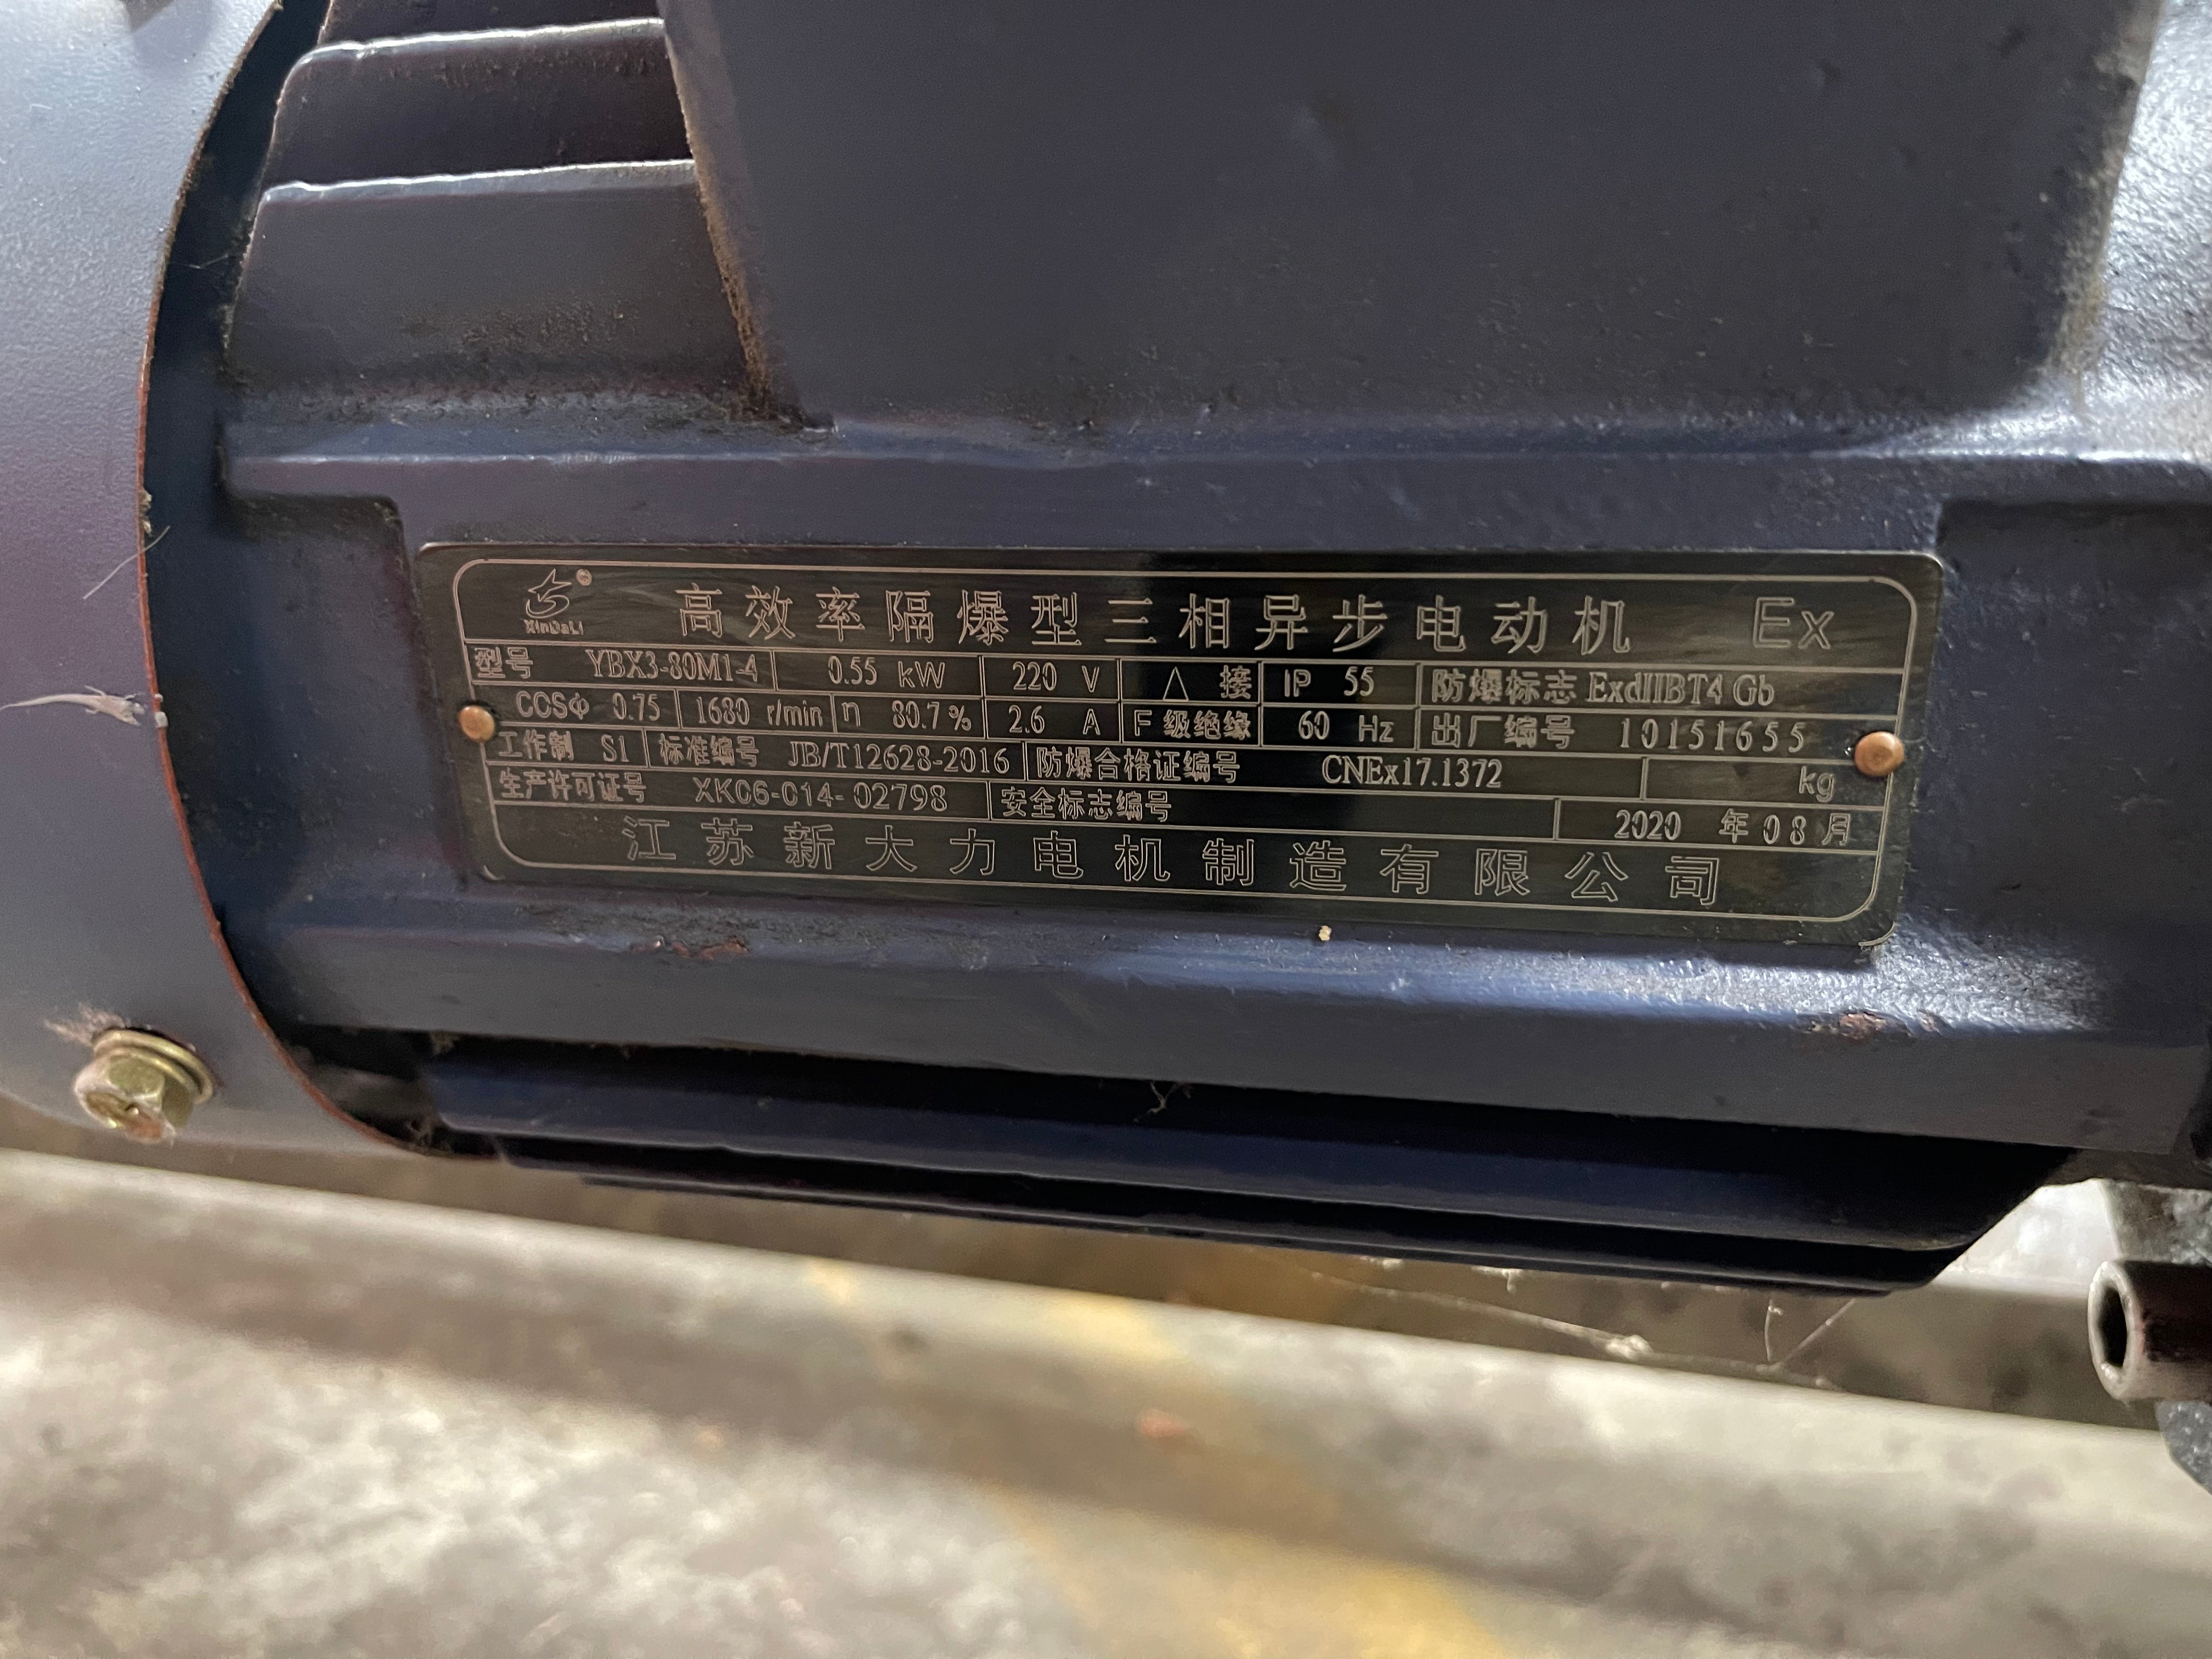 XinDaLi ® 高效率隔爆型三相异步电动机 Ex
型号 YBX3-80M1-4 0.55 kW 220 V △ 接 IP 55 防爆标志 ExdIIBT4 Gb
COSΦ 0.75 1680 r/min η 80.7% 2.6 A F 级绝缘 60 Hz 出厂编号 10151655
工作制 S1 标准编号 JB/T12628-2016 防爆合格证编号 CNEx17.1372 kg
生产许可证号 XK06-014-02798 安全标志编号 2020 年 08 月
江苏新大力电机制造有限公司